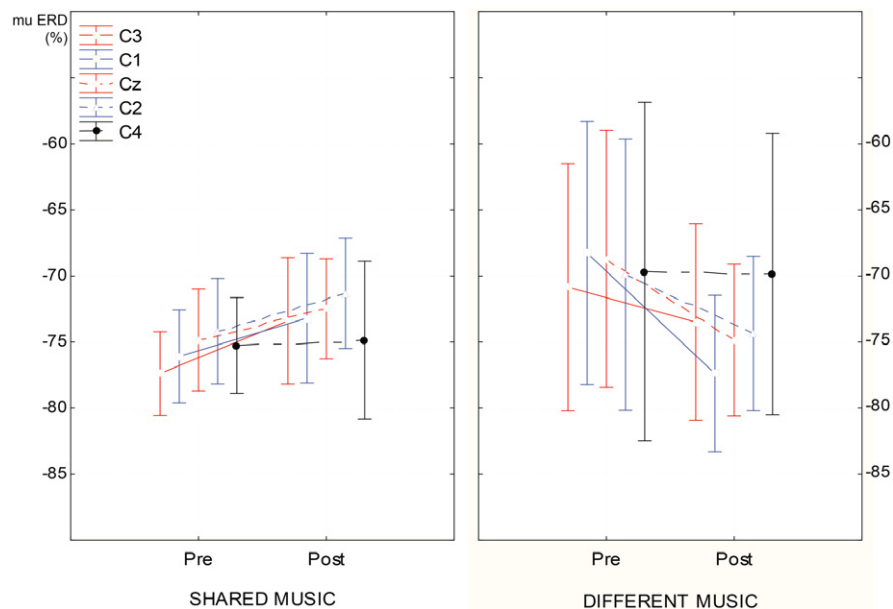 mu ERD
(%)
C3
C1
Cz
C2
C4
-60
-65
-70
-75
-80
-85
-60
-65
-70
-75
-80
-85
Pre
Post
Pre
Post
SHARED MUSIC
DIFFERENT MUSIC